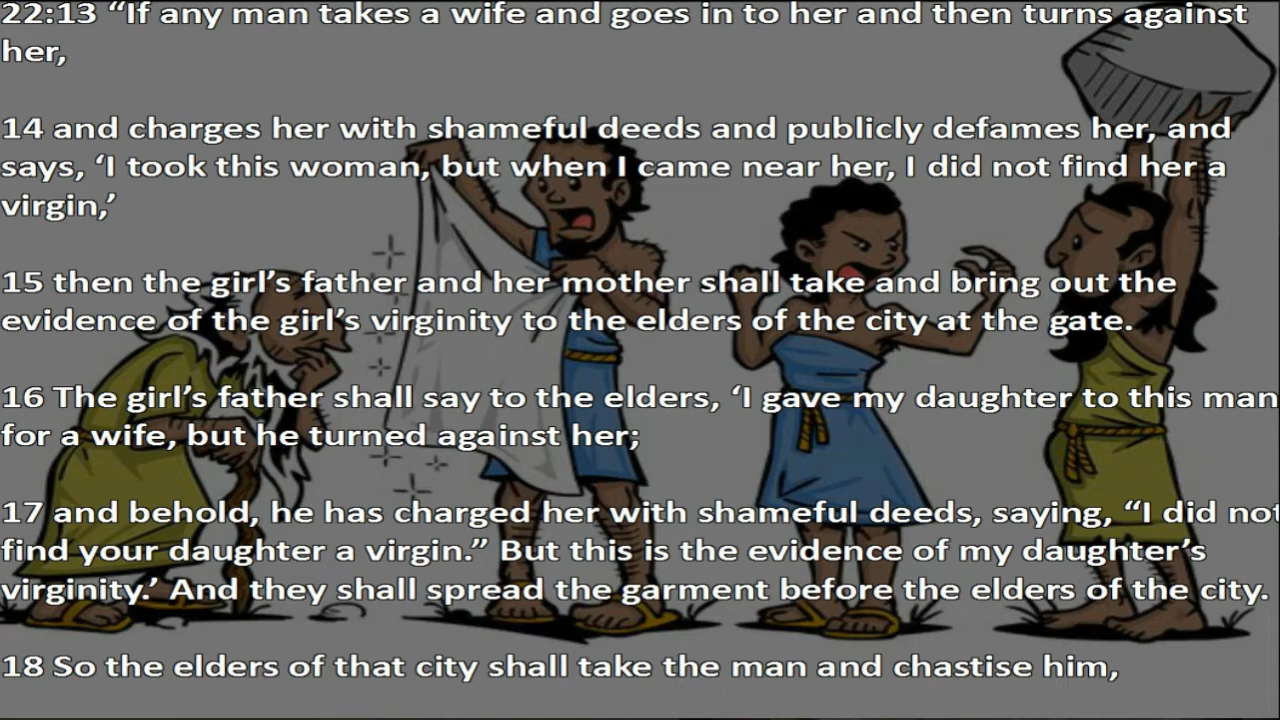 22:13 “If any man takes a wife and goes in to her and then turns against
her,
14 and charges her with shameful deeds and publicly defames her, and
says, ‘I took this woman, but when I came near her, I did not find her a
virgin,’
15 then the girl’s father and her mother shall take and bring out the
evidence of the girl’s virginity to the elders of the city at the gate.
16 The girl’s father shall say to the elders, ‘I gave my daughter to this man
for a wife, but he turned against her;
17 and behold, he has charged her with shameful deeds, saying, “I did not
find your daughter a virgin.” But this is the evidence of my daughter’s
virginity.’ And they shall spread the garment before the elders of the city.
18 So the elders of that city shall take the man and chastise him,